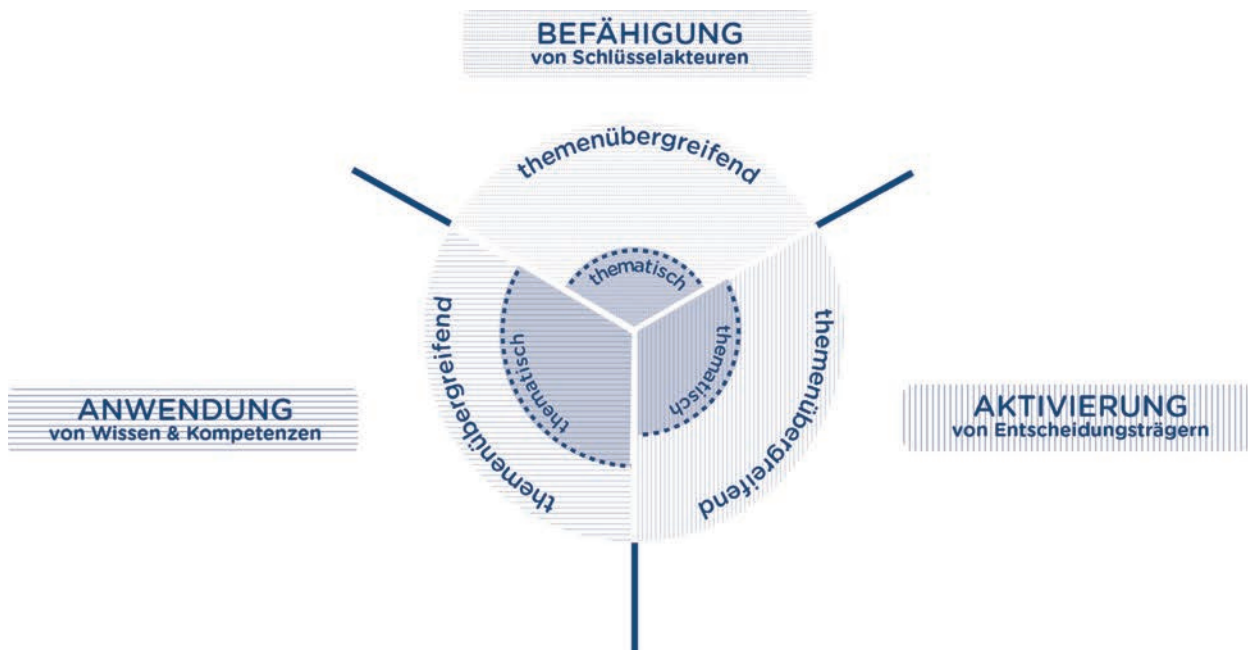 BEFÄHIGUNG
von Schlüsselakteuren
themenübergreifend
thematisch
themenübergreifend
thematisch
thematisch
themenübergreifend
ANWENDUNG
von Wissen & Kompetenzen
AKTIVIERUNG
von Entscheidungsträgern